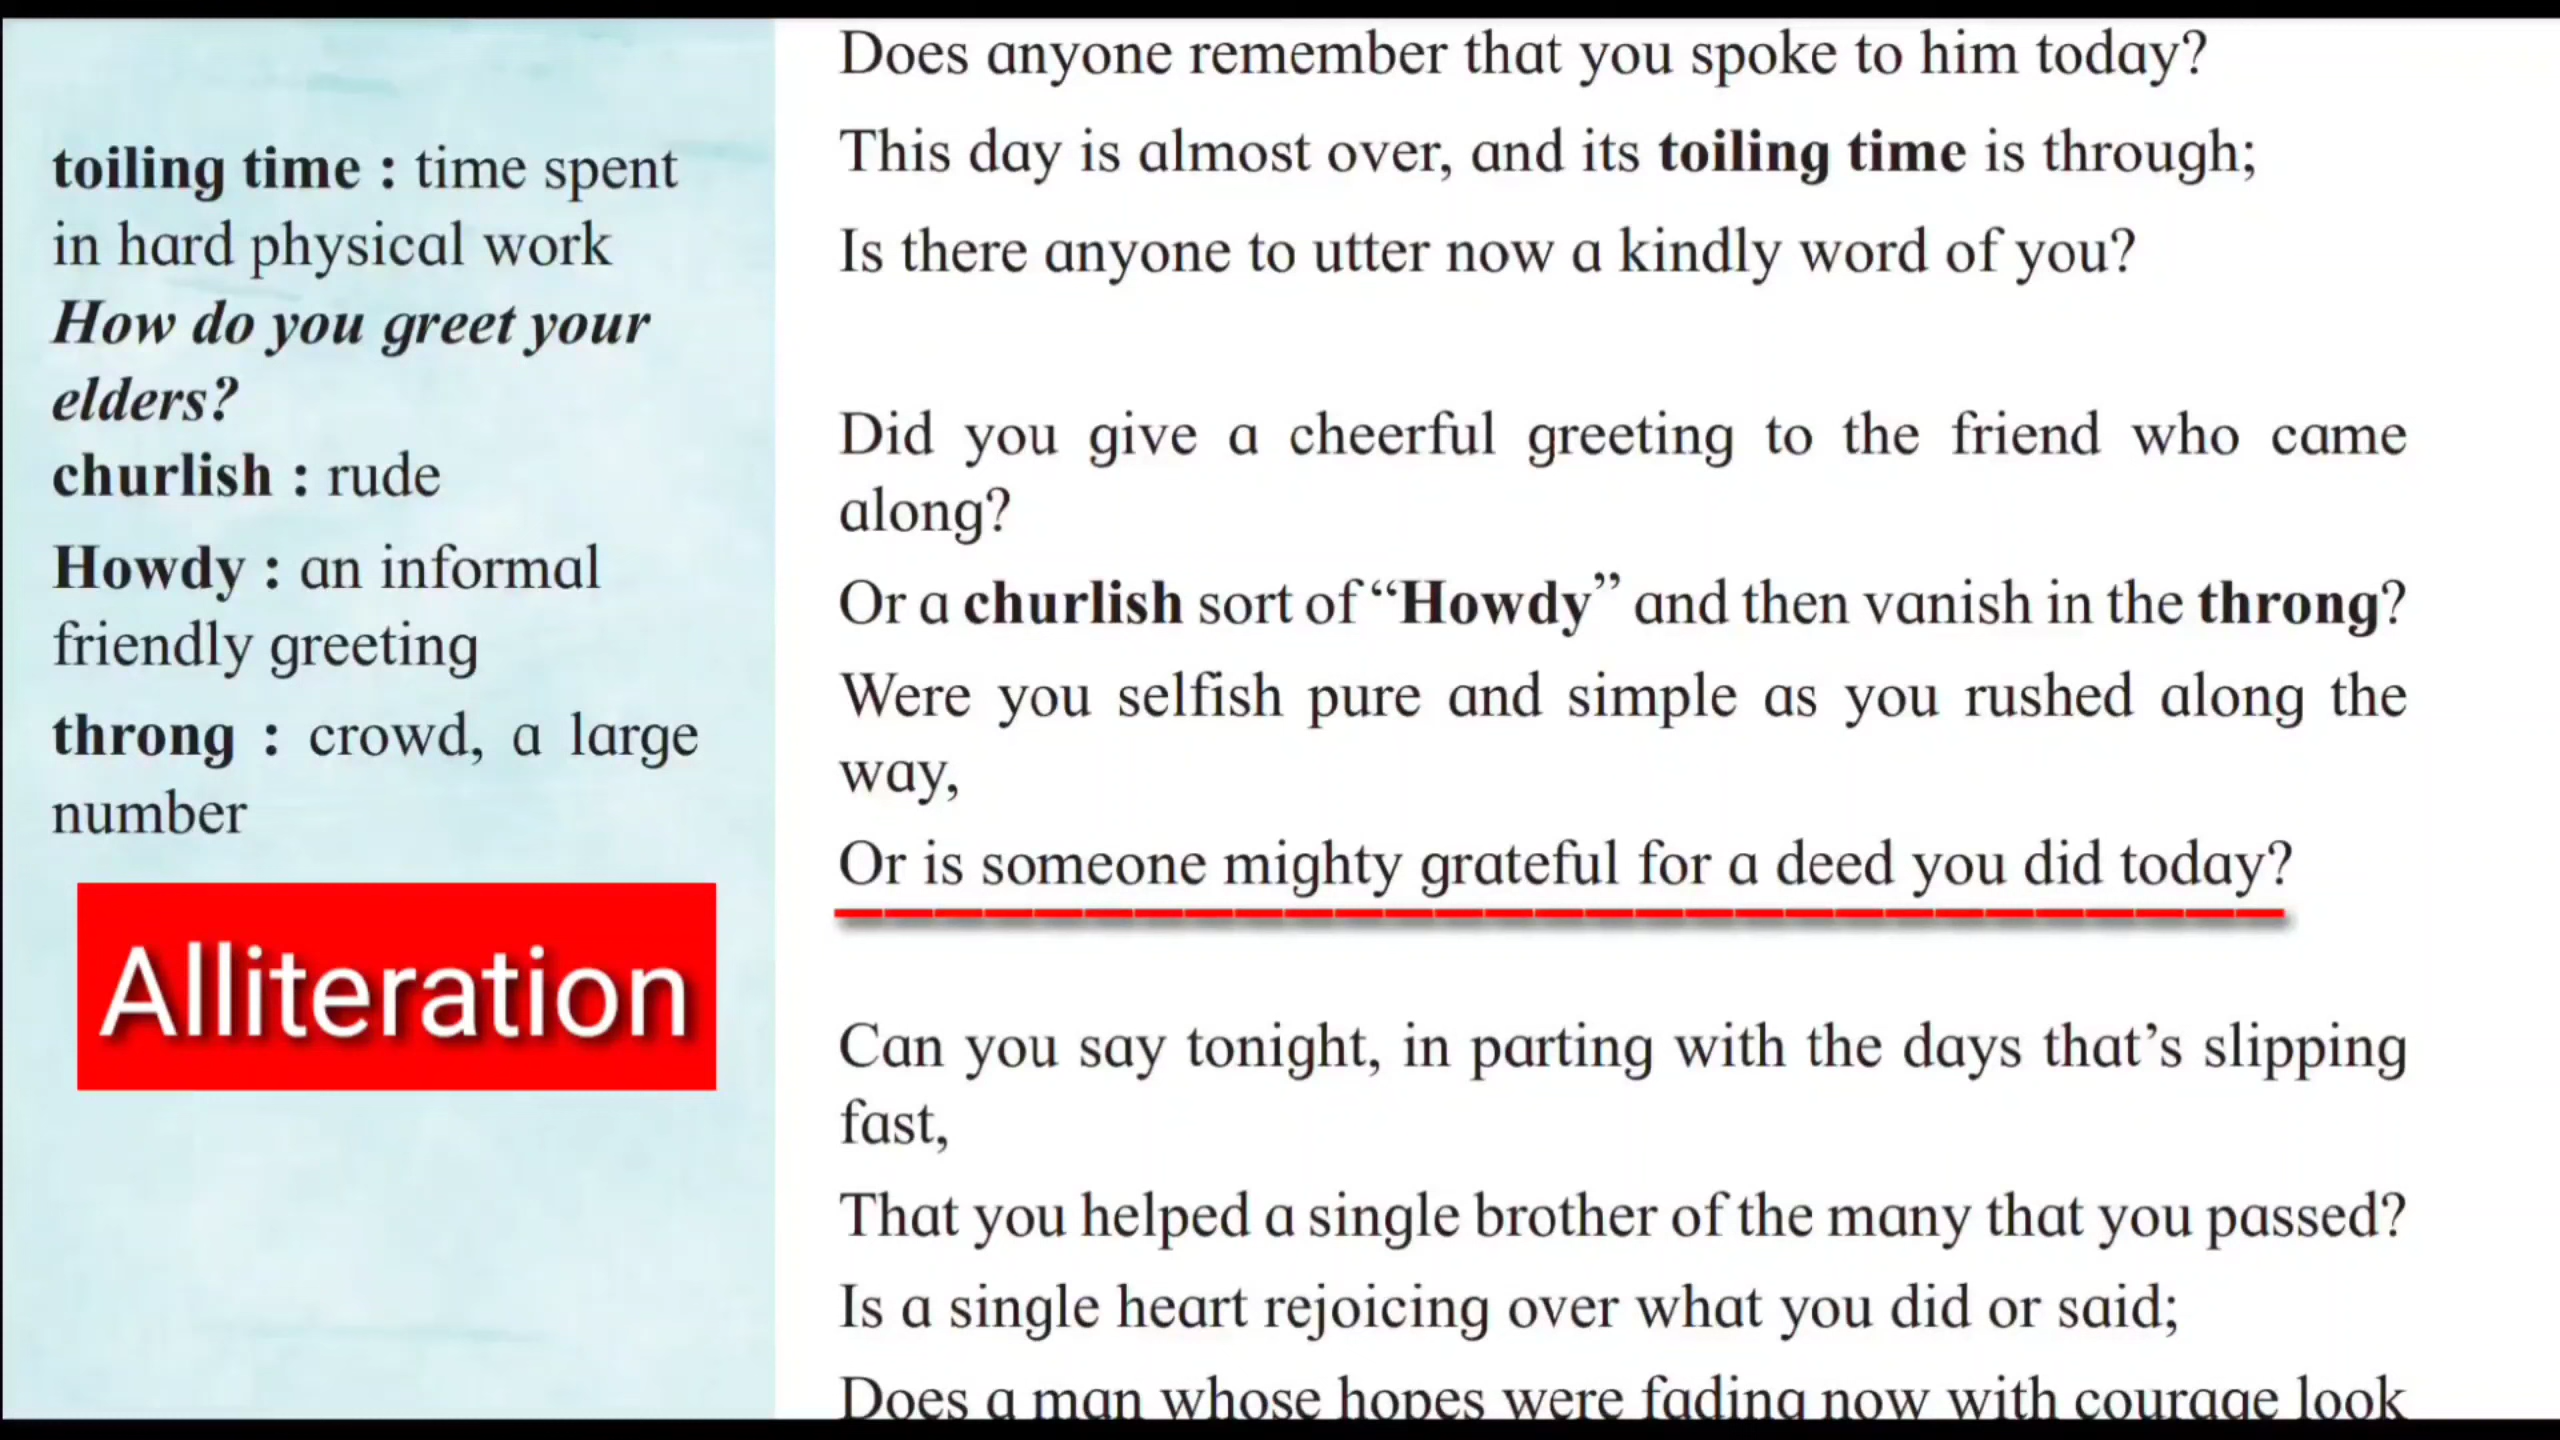 toiling time : time spent
in hard physical work
How do you greet your
elders?
churlish : rude
Howdy : an informal
friendly greeting
throng : crowd, a large
number
Alliteration
Does anyone remember that you spoke to him today?
This day is almost over, and its toiling time is through;
Is there anyone to utter now a kindly word of you?
Did you give a cheerful greeting to the friend who came
along?
Or a churlish sort of “Howdy” and then vanish in the throng?
Were you selfish pure and simple as you rushed along the
way,
Or is someone mighty grateful for a deed you did today?
Can you say tonight, in parting with the days that’s slipping
fast,
That you helped a single brother of the many that you passed?
Is a single heart rejoicing over what you did or said;
Does a man whose hopes were fading now with courage look